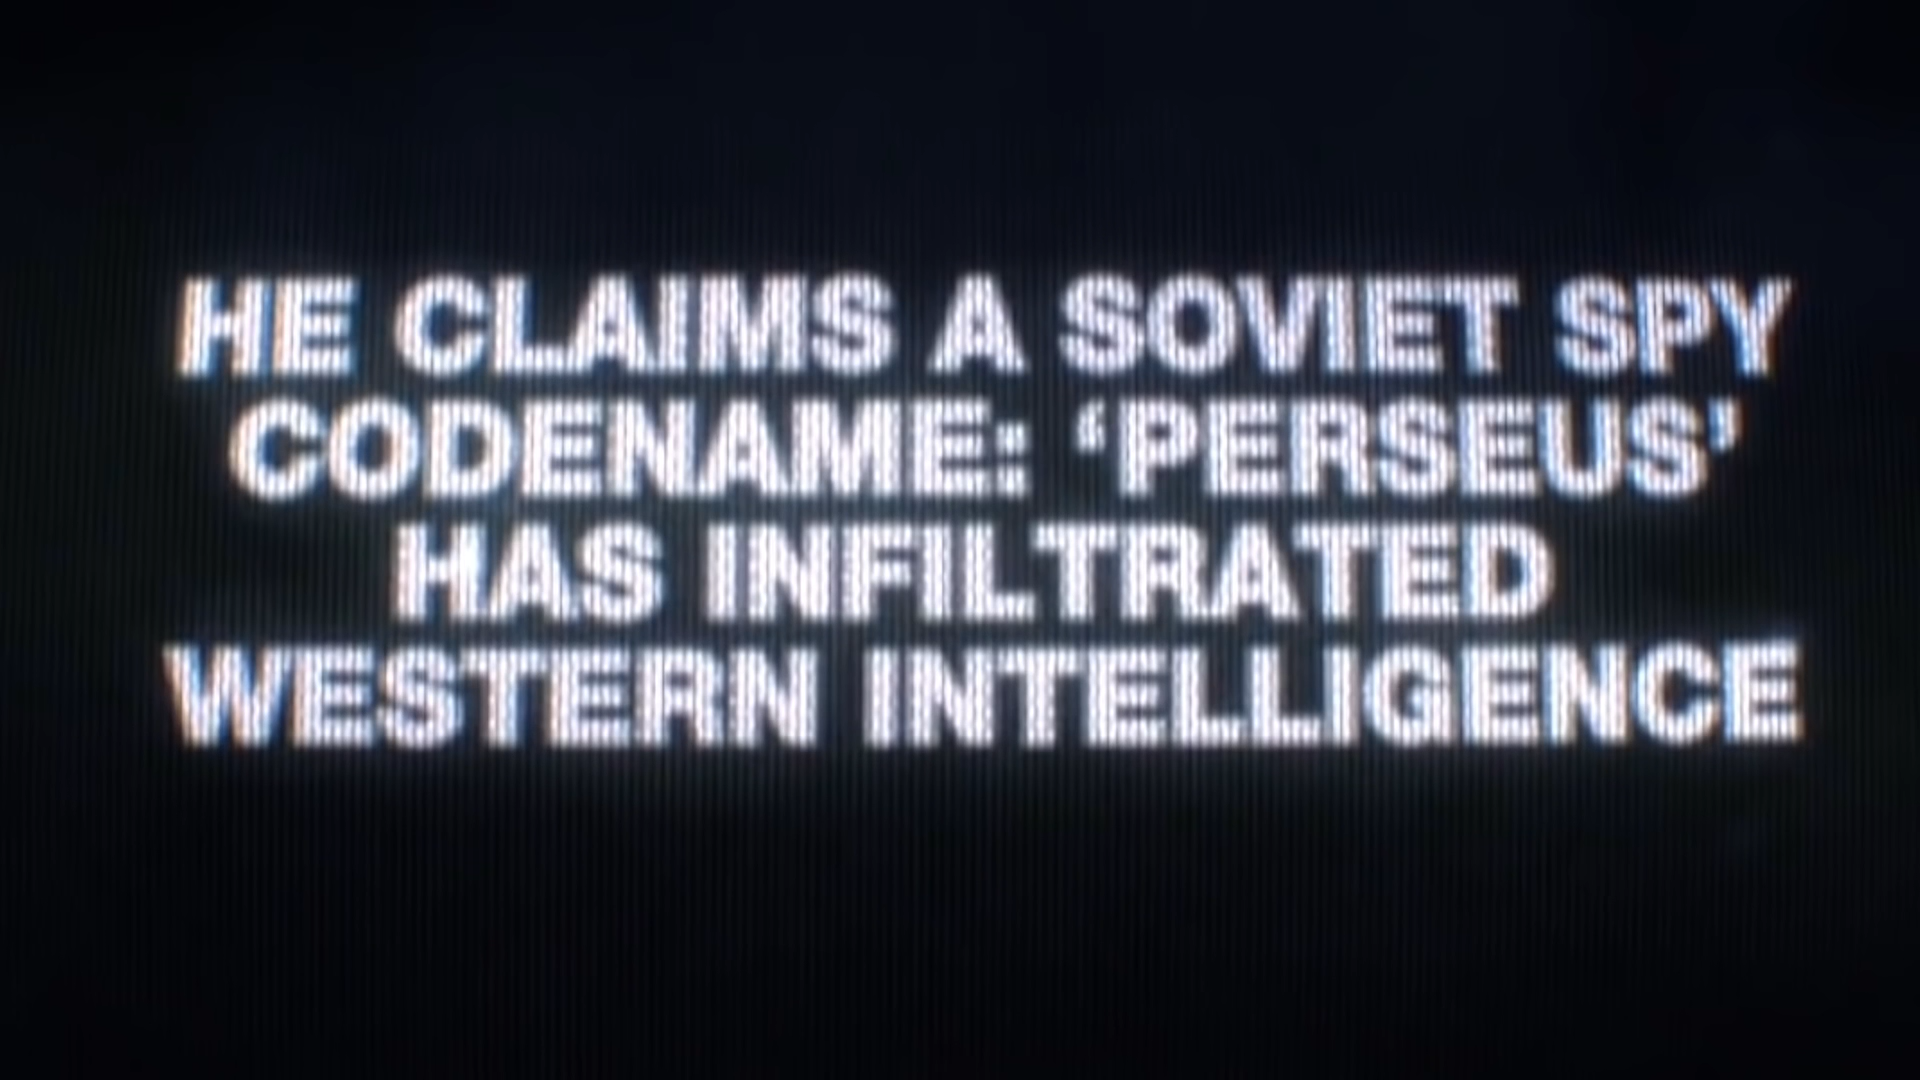 HE CLAIMS A SOVIET SPY
CODENAME: ‘PERSEUS’
HAS INFILTRATED
WESTERN INTELLIGENCE